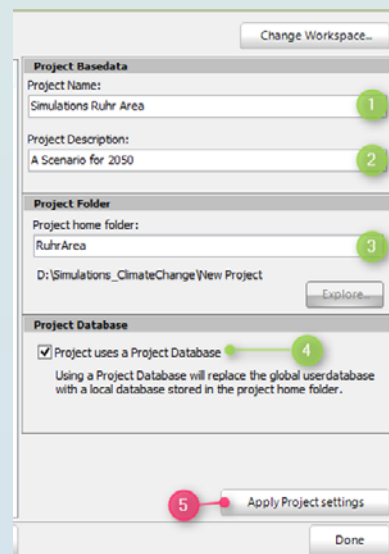 Change Workspace...
Project Basedata
Project Name:
Simulations Ruhr Area
1
Project Description:
A Scenario for 2050
2
Project Folder
Project home folder:
RuhrArea
3
D:\Simulations_ClimateChange\New Project
Explore...
Project Database
Project uses a Project Database
4
Using a Project Database will replace the global userdatabase
with a local database stored in the project home folder.
5
Apply Project settings
Done